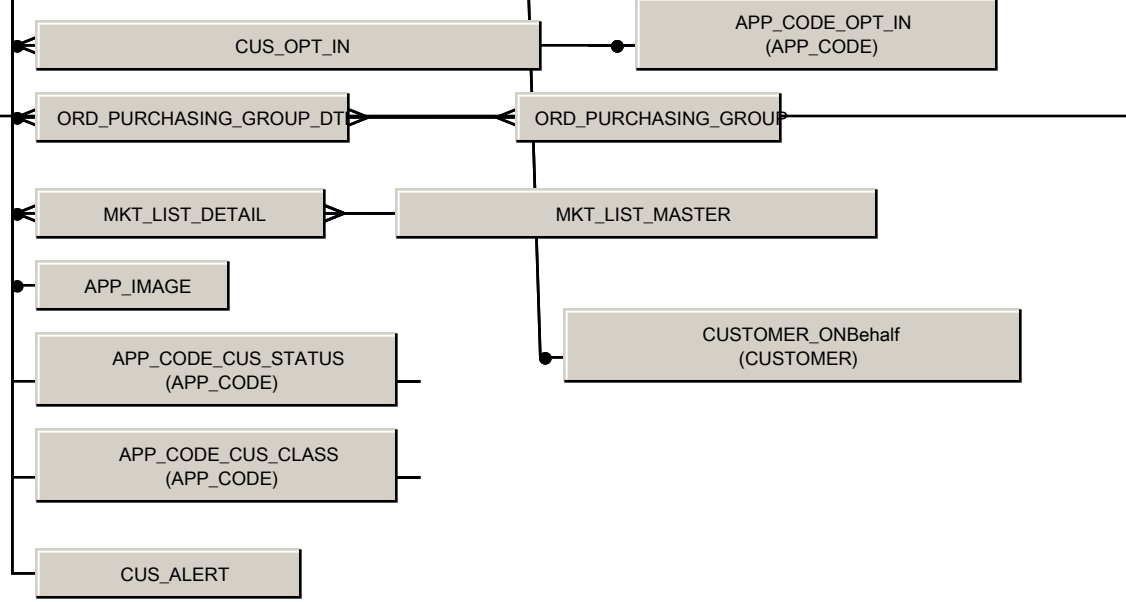 CUS_OPT_IN
APP_CODE_OPT_IN
(APP_CODE)
ORD_PURCHASING_GROUP_DTL
ORD_PURCHASING_GROUP
MKT_LIST_DETAIL
MKT_LIST_MASTER
APP_IMAGE
CUSTOMER_ONBehalf
(CUSTOMER)
APP_CODE_CUS_STATUS
(APP_CODE)
APP_CODE_CUS_CLASS
(APP_CODE)
CUS_ALERT